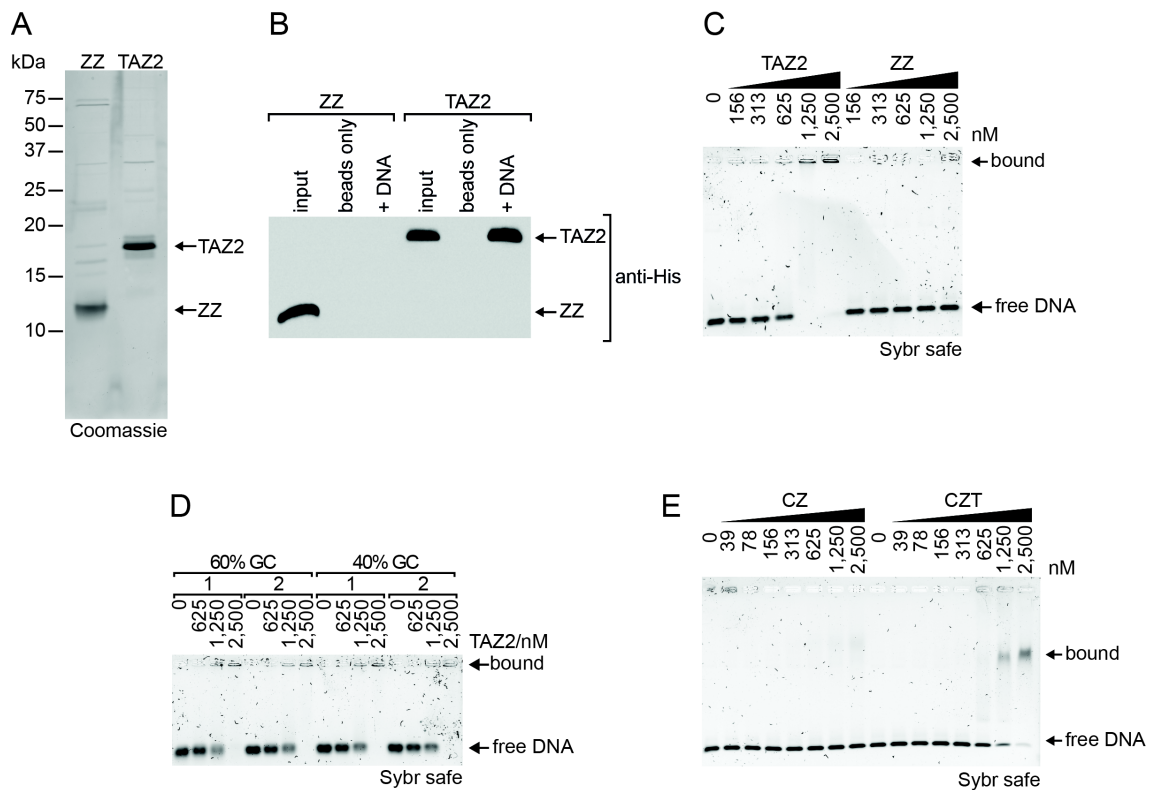 A
kDa
ZZ TAZ2
75
50
37
25
20
15
10
TAZ2
ZZ
Coomassie
B
ZZ TAZ2
input
beads only
+ DNA
input
beads only
+ DNA
TAZ2
ZZ
anti-His
C
TAZ2 ZZ
0 156 313 625 1,250 2,500 156 313 625 1,250 2,500 nM
bound
free DNA
Sybr safe
D
60% GC 40% GC
1 2 1 2
0 625 1,250 2,500 0 625 1,250 2,500 0 625 1,250 2,500 0 625 1,250 2,500 TAZ2/nM
bound
free DNA
Sybr safe
E
CZ CZT
0 39 78 156 313 625 1,250 2,500 0 39 78 156 313 625 1,250 2,500 nM
bound
free DNA
Sybr safe